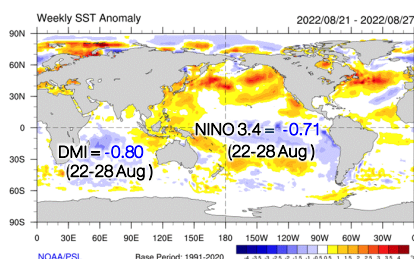 Weekly SST Anomaly 2022/08/21 - 2022/08/27
90N
60N
30N
NINO 3.4 = -0.71
0
DMI = -0.80 (22-28 Aug)
30S
(22-28 Aug)
60S
90S
0 30E 60E 90E 120E 150E 180 150W 120W 90W 60W 30W 0
NOAA/PSL Base Period: 1991-2020